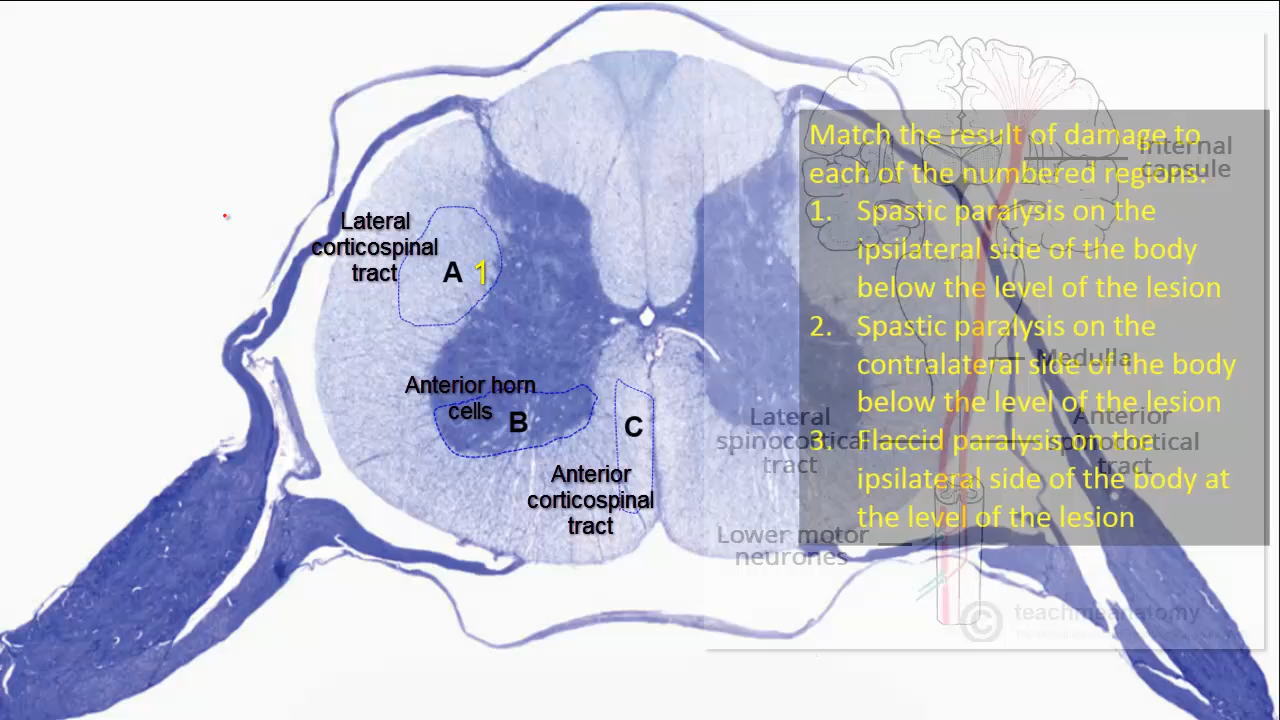 Lateral
corticospinal
tract
A 1
Anterior horn
cells
B
C
Anterior
corticospinal
tract
Match the result of damage to
each of the numbered regions.
1. Spastic paralysis on the
ipsilateral side of the body
below the level of the lesion
2. Spastic paralysis on the
contralateral side of the body
below the level of the lesion
3. Flaccid paralysis on the
ipsilateral side of the body at
the level of the lesion
Internal
capsule
Medulla
Lateral
spinocortical
tract
Anterior
spinocortical
tract
Lower motor
neurones
© teachmeanatomy